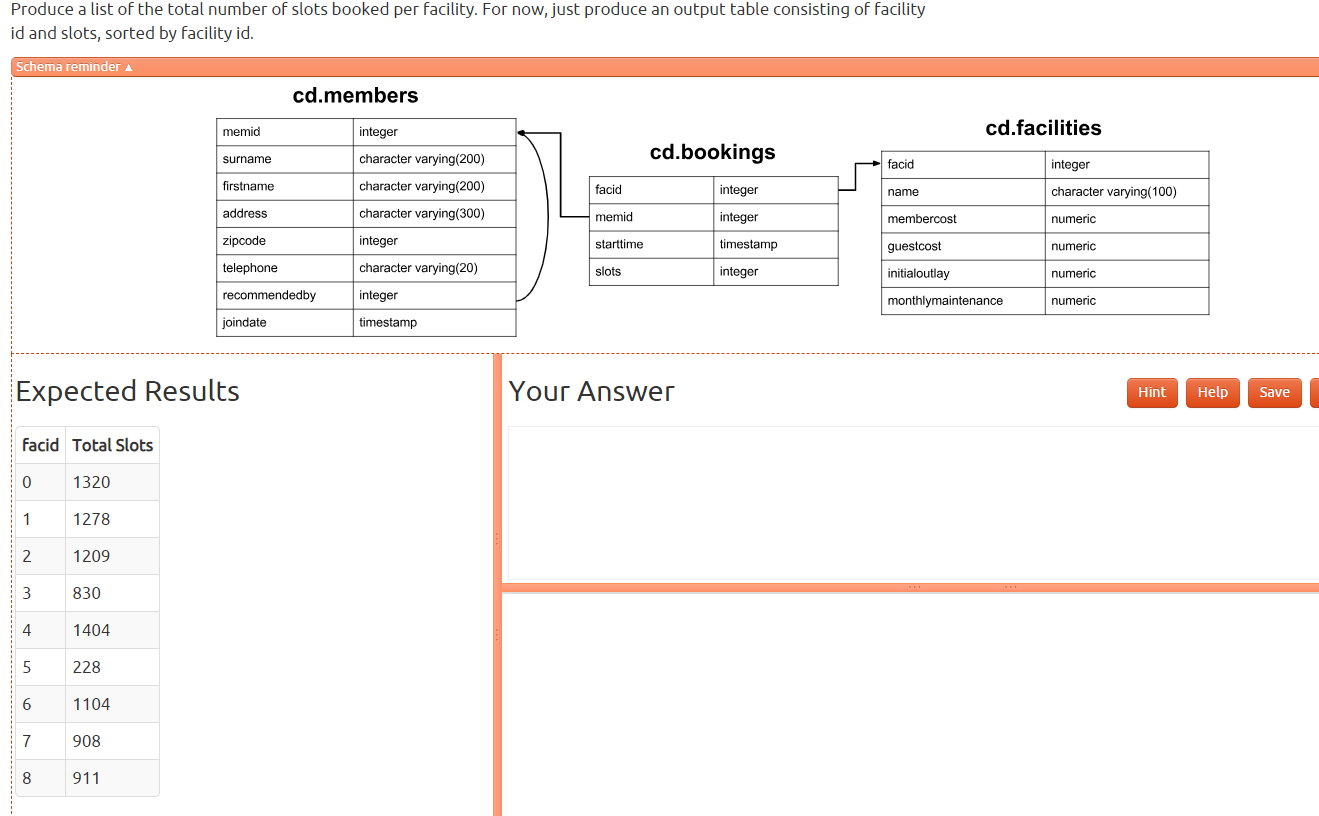 Produce a list of the total number of slots booked per facility. For now, just produce an output table consisting of facility
id and slots, sorted by facility id.
Schema reminder ▲
cd.members
memid integer
surname character varying(200)
firstname character varying(200)
address character varying(300)
zipcode integer
telephone character varying(20)
recommendedby integer
joindate timestamp
cd.bookings
facid integer
memid integer
starttime timestamp
slots integer
cd.facilities
facid integer
name character varying(100)
membercost numeric
guestcost numeric
initialoutlay numeric
monthlymaintenance numeric
Expected Results
facid Total Slots
0 1320
1 1278
2 1209
3 830
4 1404
5 228
6 1104
7 908
8 911
Your Answer
Hint Help Save